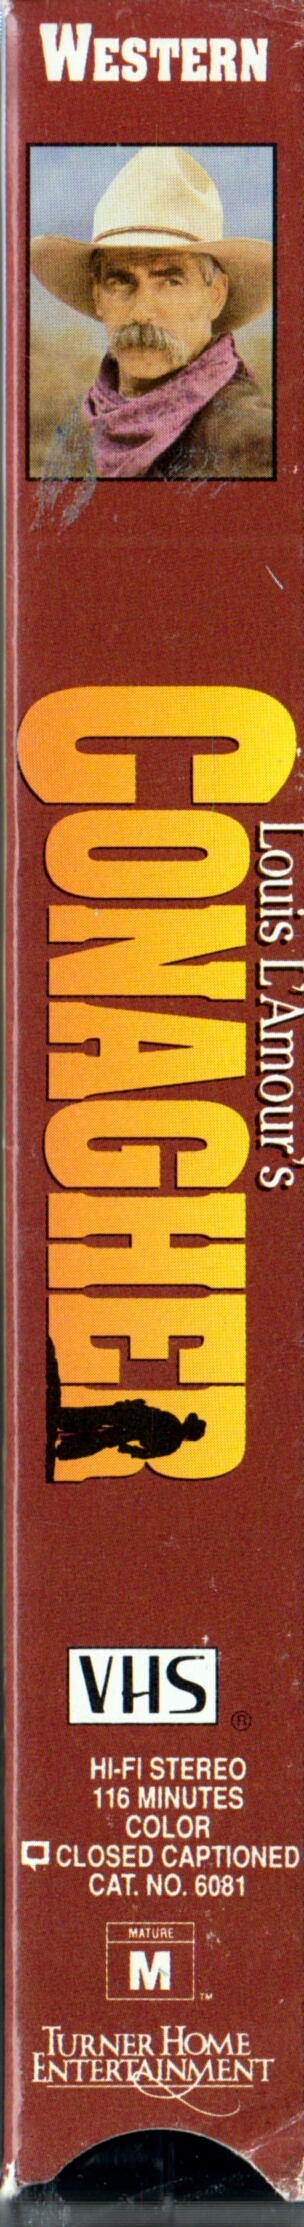 WESTERN
Louis L'Amour's
CONAGHER
VHS
®
HI-FI STEREO
116 MINUTES
COLOR
CLOSED CAPTIONED
CAT. NO. 6081
MATURE
M
TM
TURNER HOME
ENTERTAINMENT